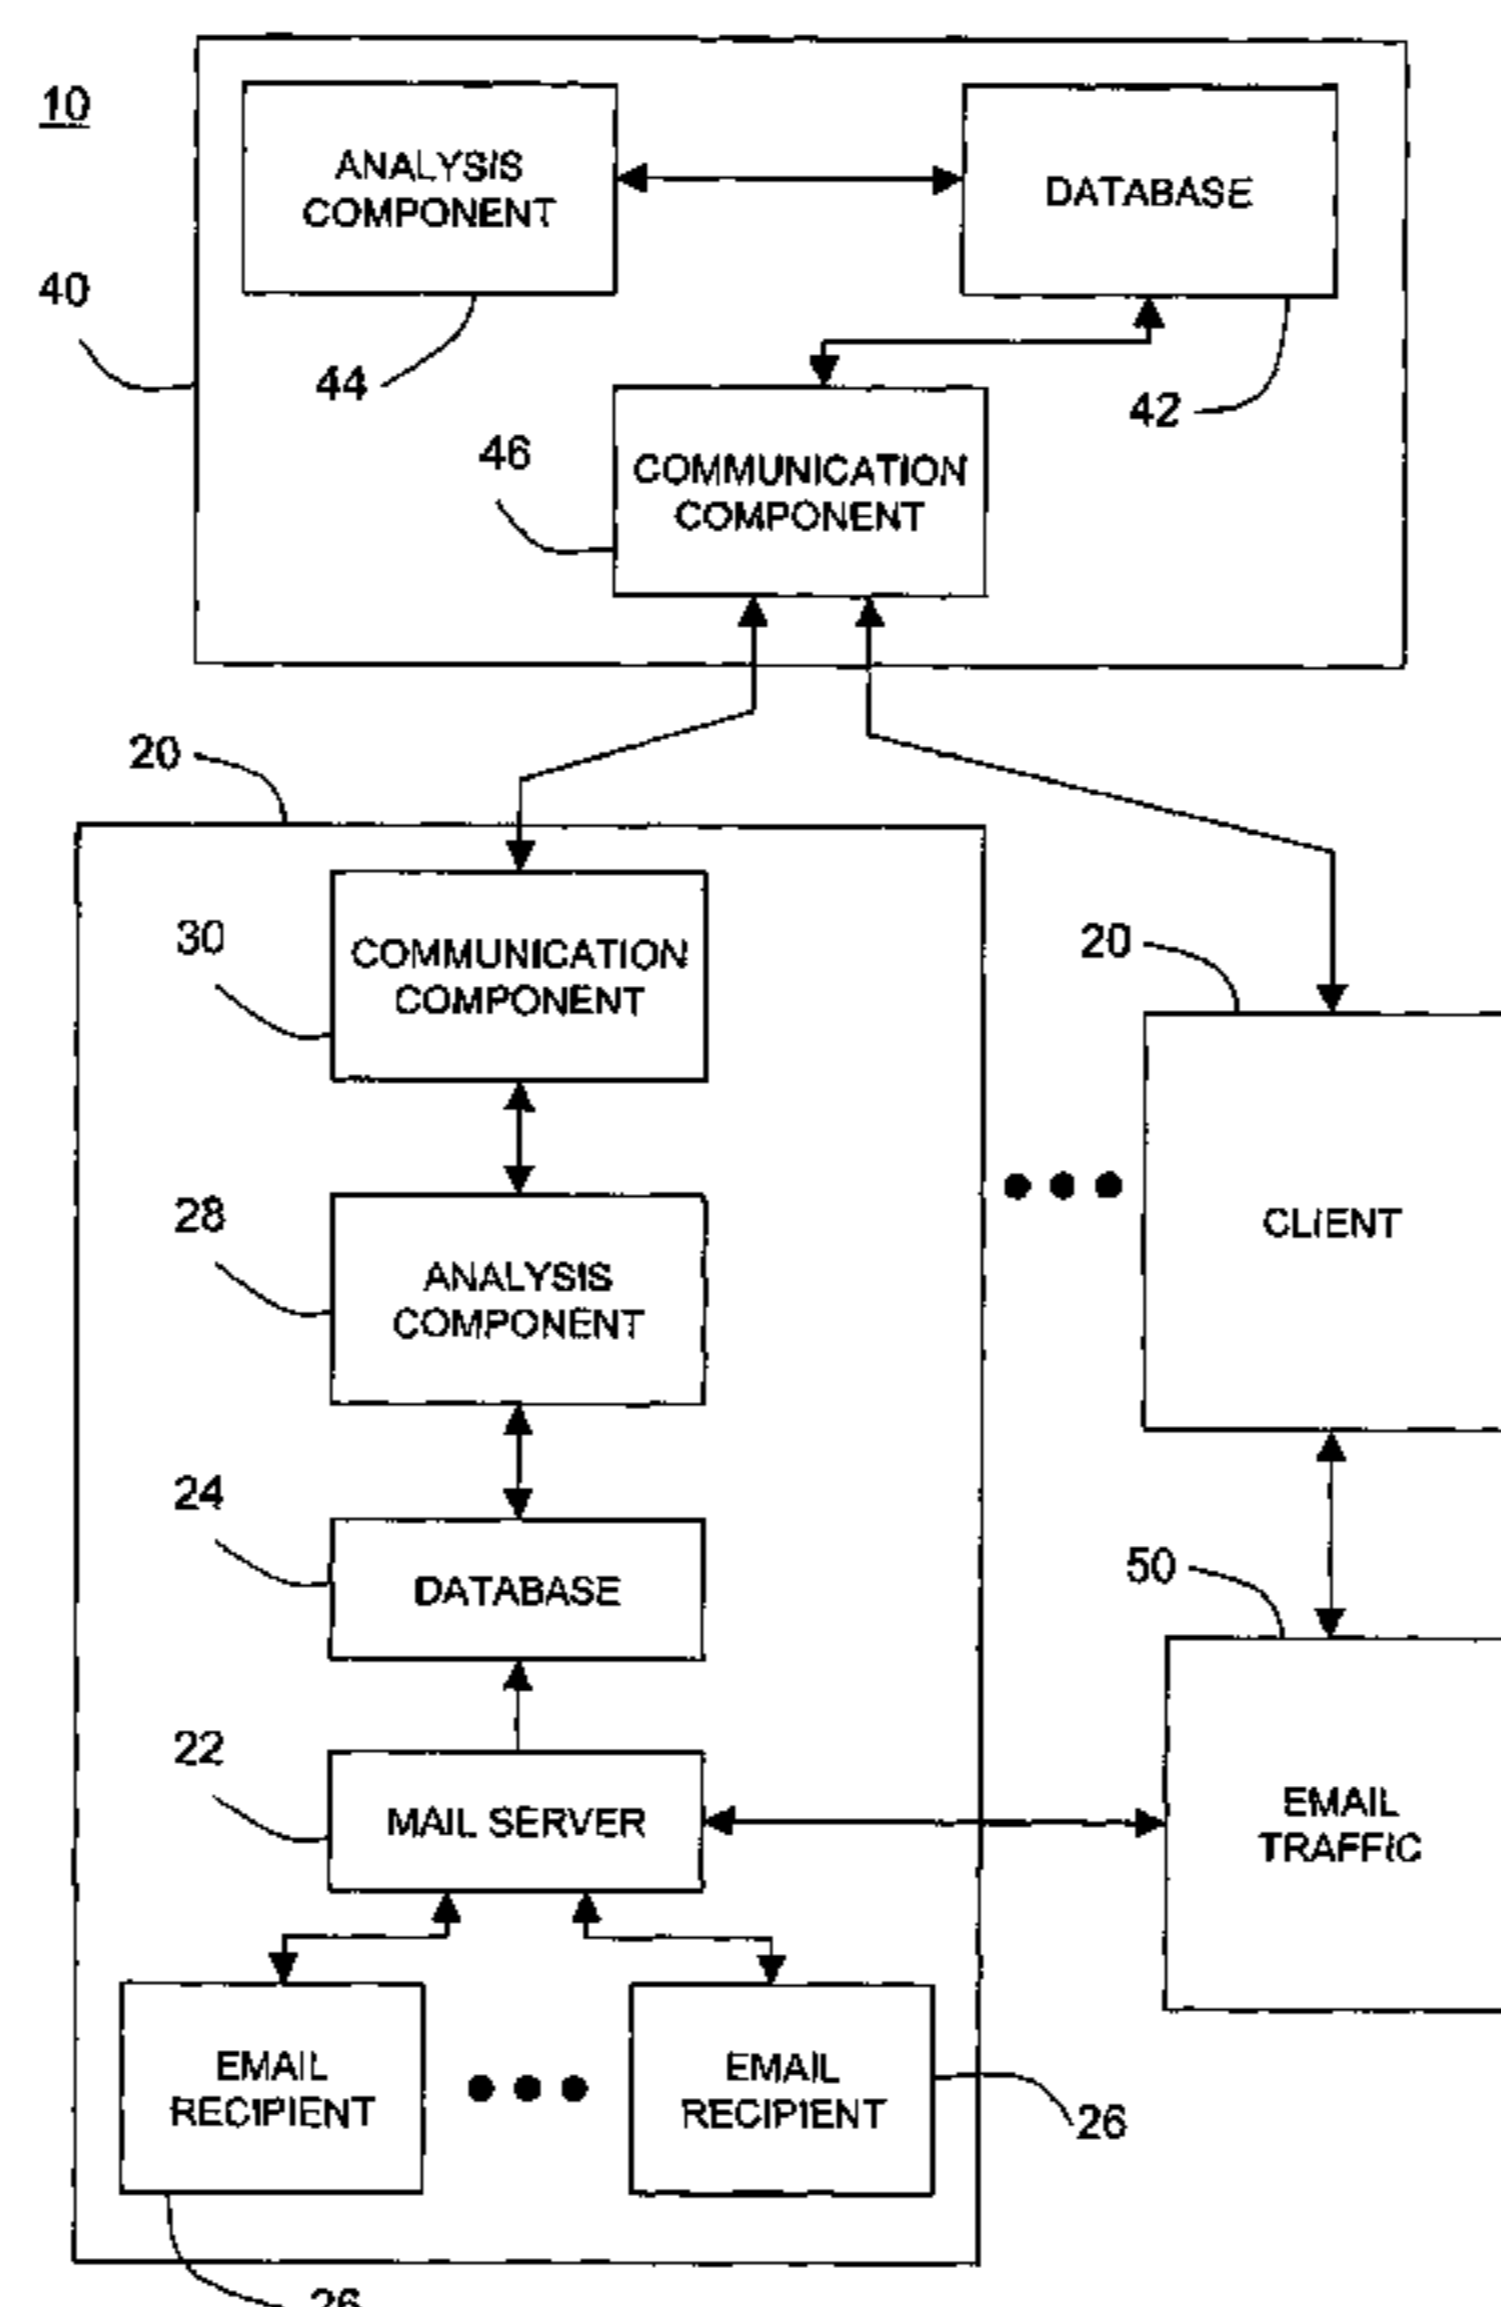 10
ANALYSIS
COMPONENT
DATABASE
40
44
42
46
COMMUNICATION
COMPONENT
20
30
COMMUNICATION
COMPONENT
20
28
ANALYSIS
COMPONENT
CLIENT
24
DATABASE
50
22
MAIL SERVER
EMAIL
TRAFFIC
EMAIL
RECIPIENT
EMAIL
RECIPIENT
26
26